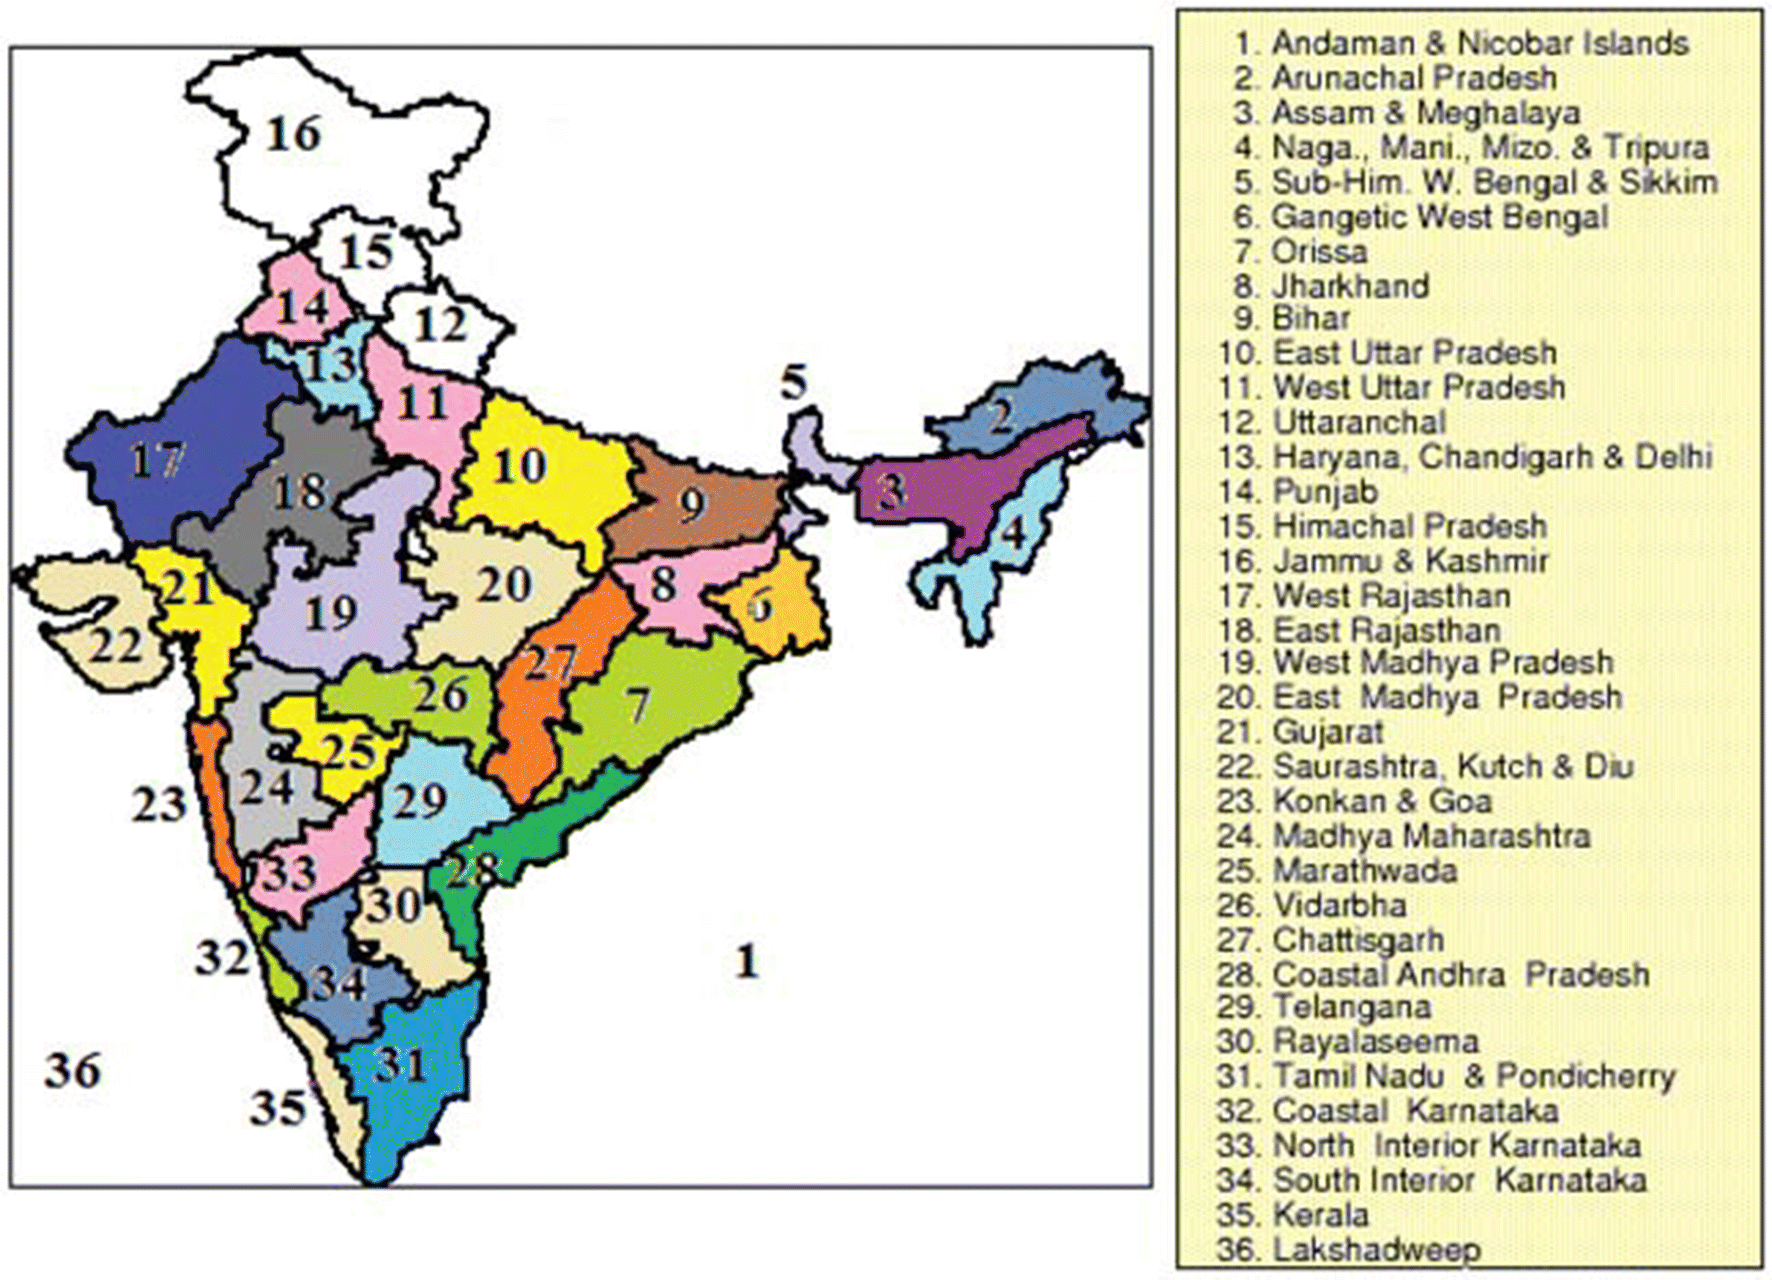 16
15
14
12
13
5
11
2
17
10
18
9
3
4
21
20
8
19
6
22
27
26
7
25
24
29
23
33
28
30
32
1
34
36
31
35
1. Andaman & Nicobar Islands
2. Arunachal Pradesh
3. Assam & Meghalaya
4. Naga., Mani., Mizo. & Tripura
5. Sub-Him. W. Bengal & Sikkim
6. Gangetic West Bengal
7. Orissa
8. Jharkhand
9. Bihar
10. East Uttar Pradesh
11. West Uttar Pradesh
12. Uttaranchal
13. Haryana, Chandigarh & Delhi
14. Punjab
15. Himachal Pradesh
16. Jammu & Kashmir
17. West Rajasthan
18. East Rajasthan
19. West Madhya Pradesh
20. East Madhya Pradesh
21. Gujarat
22. Saurashtra, Kutch & Diu
23. Konkan & Goa
24. Madhya Maharashtra
25. Marathwada
26. Vidarbha
27. Chattisgarh
28. Coastal Andhra Pradesh
29. Telangana
30. Rayalaseema
31. Tamil Nadu & Pondicherry
32. Coastal Karnataka
33. North Interior Karnataka
34. South Interior Karnataka
35. Kerala
36. Lakshadweep